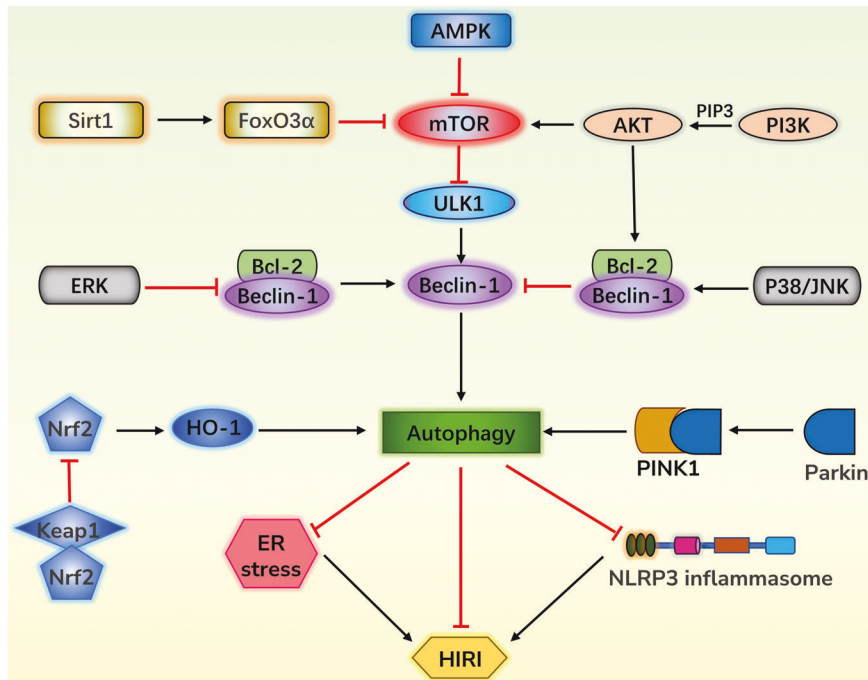 AMPK
Sirt1
FoxO3α
mTOR
AKT
PIP3
PI3K
ULK1
ERK
Bcl-2
Beclin-1
Beclin-1
Bcl-2
Beclin-1
P38/JNK
Nrf2
HO-1
Autophagy
PINK1
Parkin
Keap1
Nrf2
ER
stress
NLRP3 inflammasome
HIRI